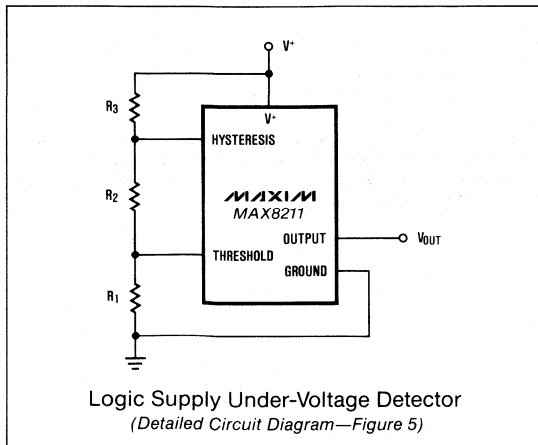 V+
R3
V+
HYSTERESIS
R2
MAXIM
MAX8211
OUTPUT
VOUT
THRESHOLD
GROUND
R1
Logic Supply Under-Voltage Detector
(Detailed Circuit Diagram—Figure 5)